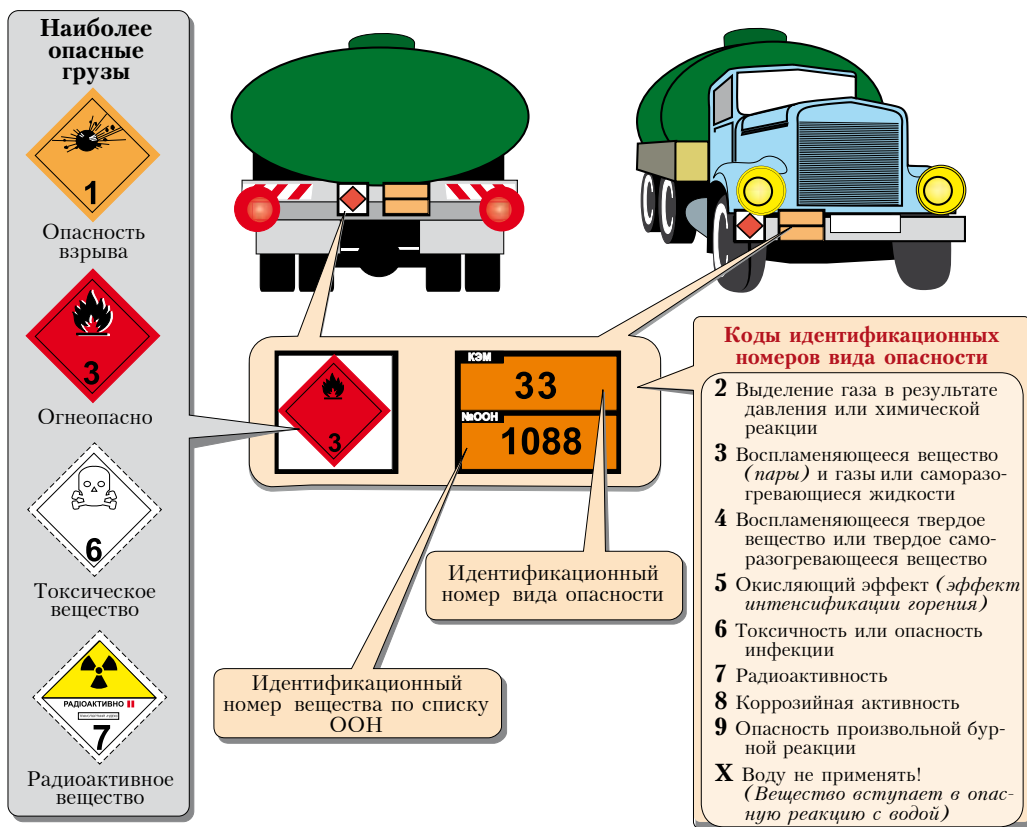 Наиболее
опасные
грузы
1
Опасность
взрыва
3
Огнеопасно
6
Токсическое
вещество
РАДІОАКТИВНО II
7
Радиоактивное
вещество
3
КЭМ
33
№ООН
1088
Идентификационный
номер вида опасности
Идентификационный
номер вещества по списку
ООН
Коды идентификационных
номеров вида опасности
2 Выделение газа в результате
давления или химической
реакции
3 Воспламеняющееся вещество
(пары) и газы или саморазо-
гревающиеся жидкости
4 Воспламеняющееся твердое
вещество или твердое само-
разогревающееся вещество
5 Окисляющий эффект (эффект
интенсификации горения)
6 Токсичность или опасность
инфекции
7 Радиоактивность
8 Коррозийная активность
9 Опасность произвольной бур-
ной реакции
X Воду не применять!
(Вещество вступает в опас-
ную реакцию с водой)